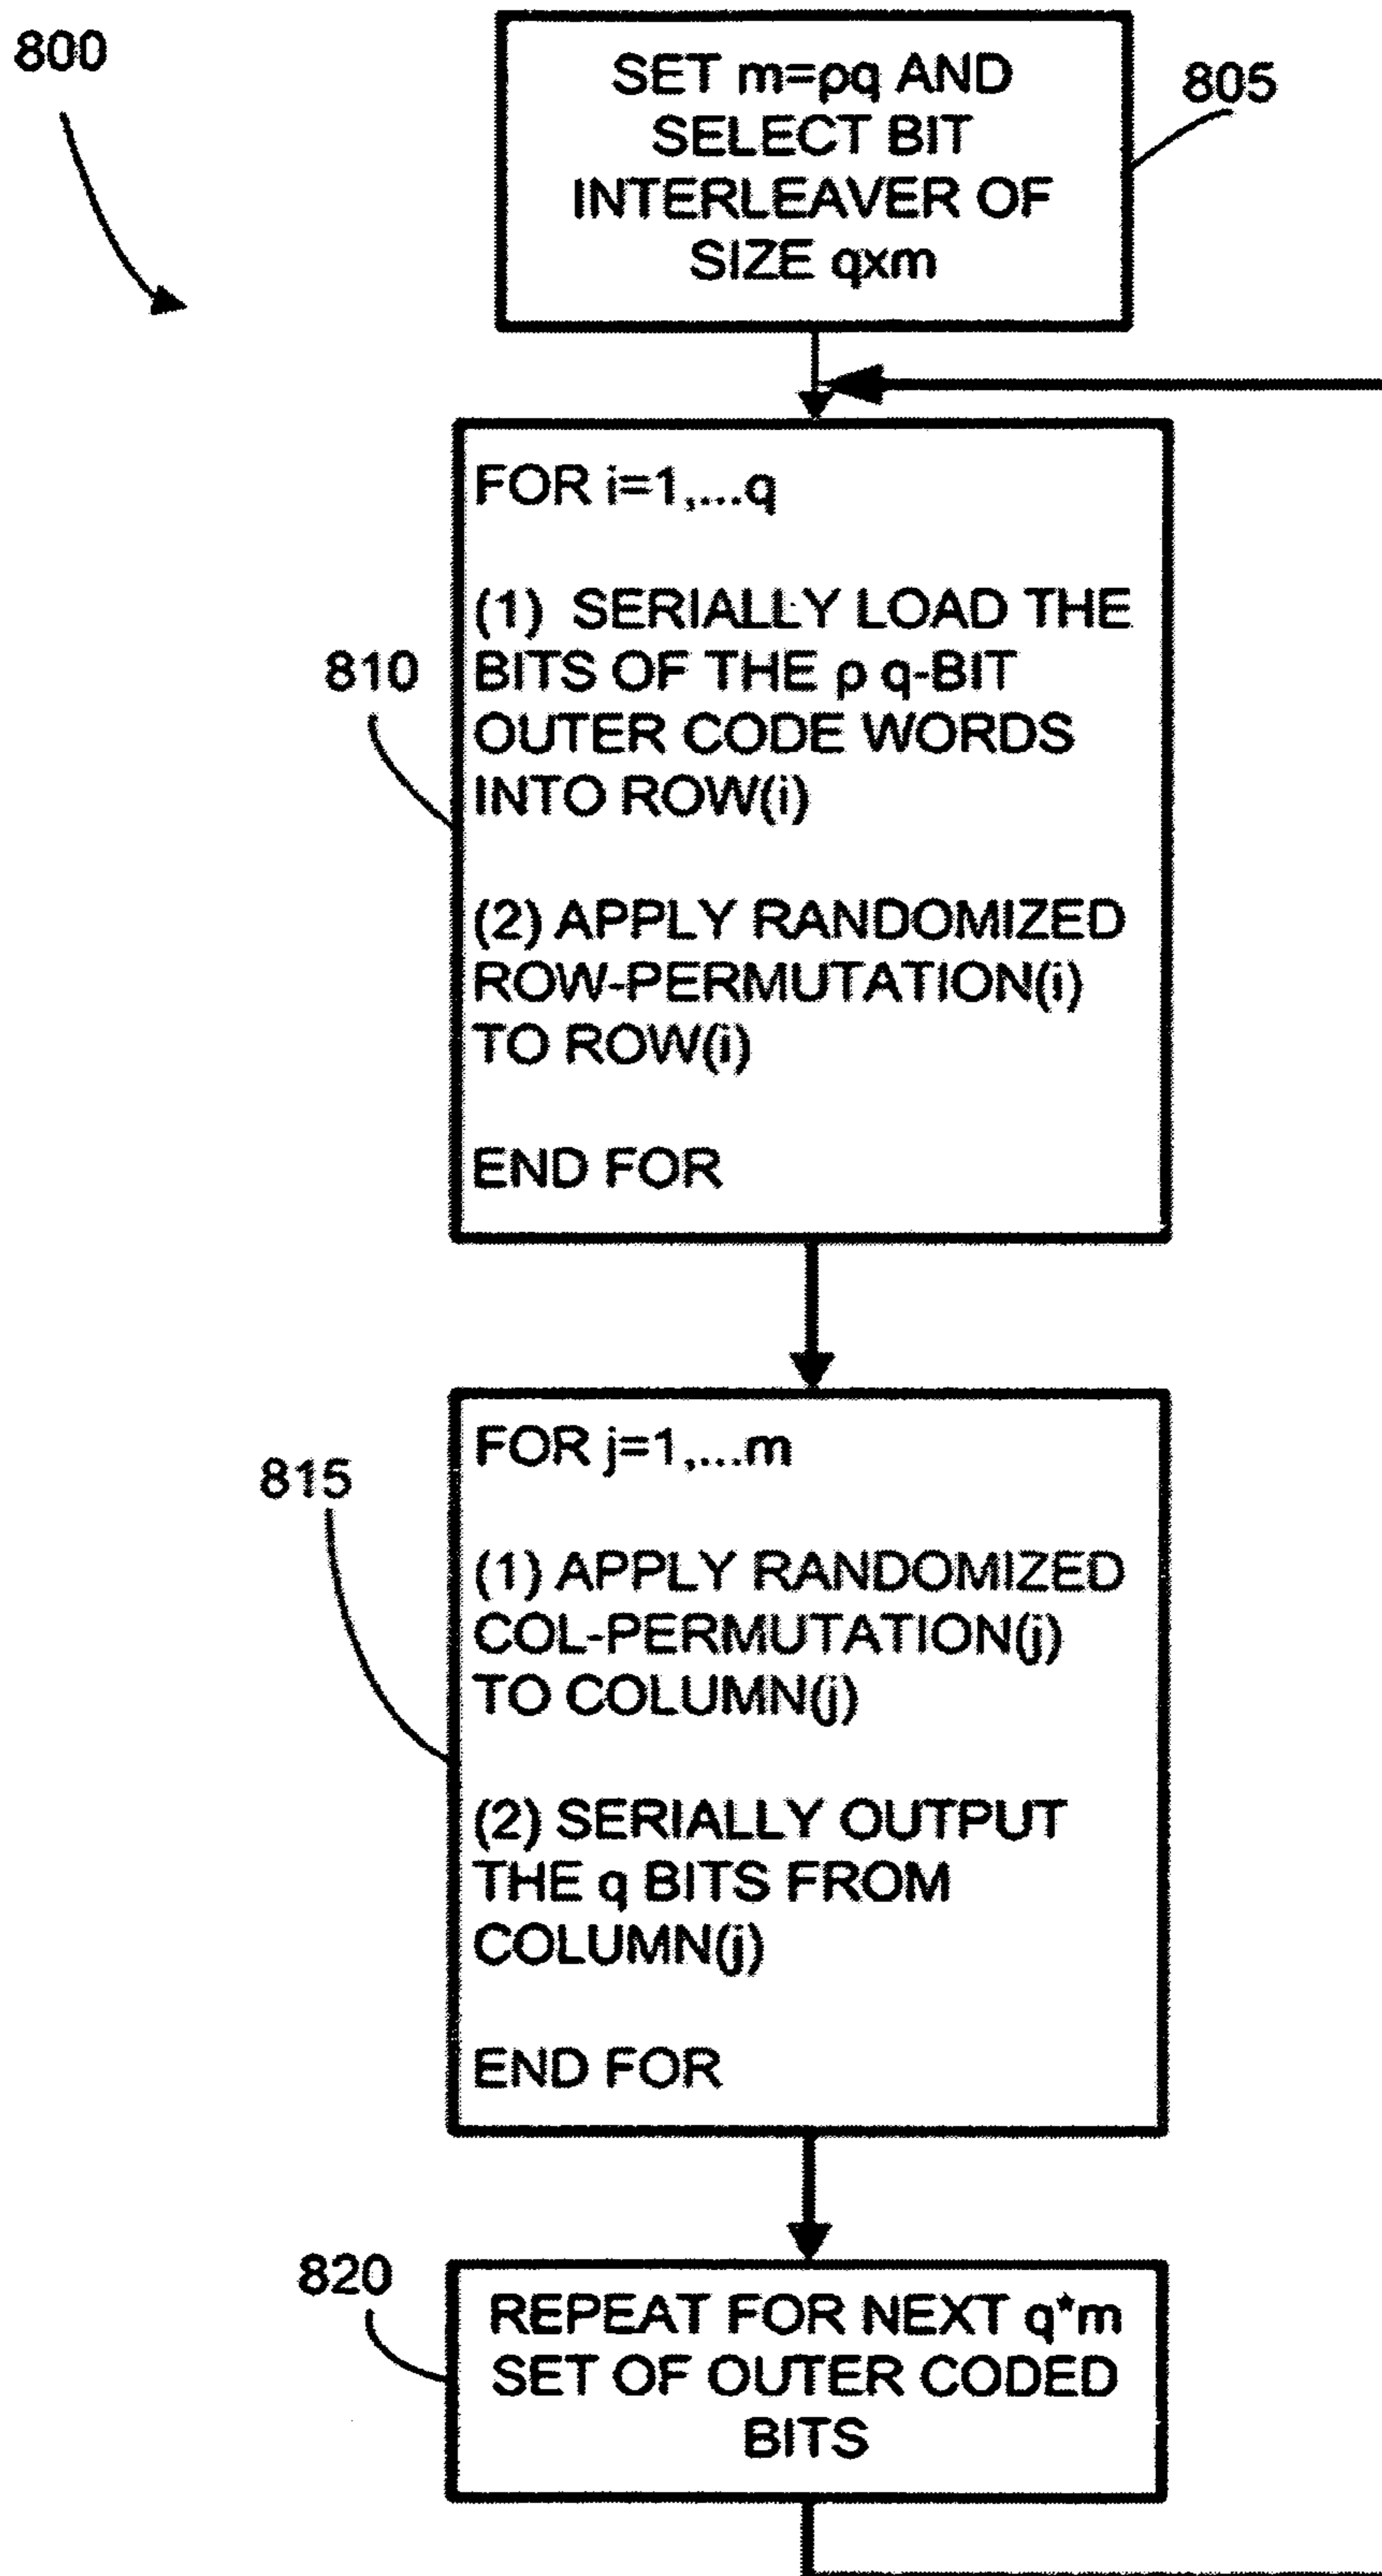 800
SET m=ρq AND
SELECT BIT
INTERLEAVER OF
SIZE qxm
805
FOR i=1,...q
(1) SERIALLY LOAD THE
BITS OF THE ρ q-BIT
OUTER CODE WORDS
INTO ROW(i)
(2) APPLY RANDOMIZED
ROW-PERMUTATION(i)
TO ROW(i)
END FOR
810
FOR j=1,...m
(1) APPLY RANDOMIZED
COL-PERMUTATION(j)
TO COLUMN(j)
(2) SERIALLY OUTPUT
THE q BITS FROM
COLUMN(j)
END FOR
815
820
REPEAT FOR NEXT q*m
SET OF OUTER CODED
BITS